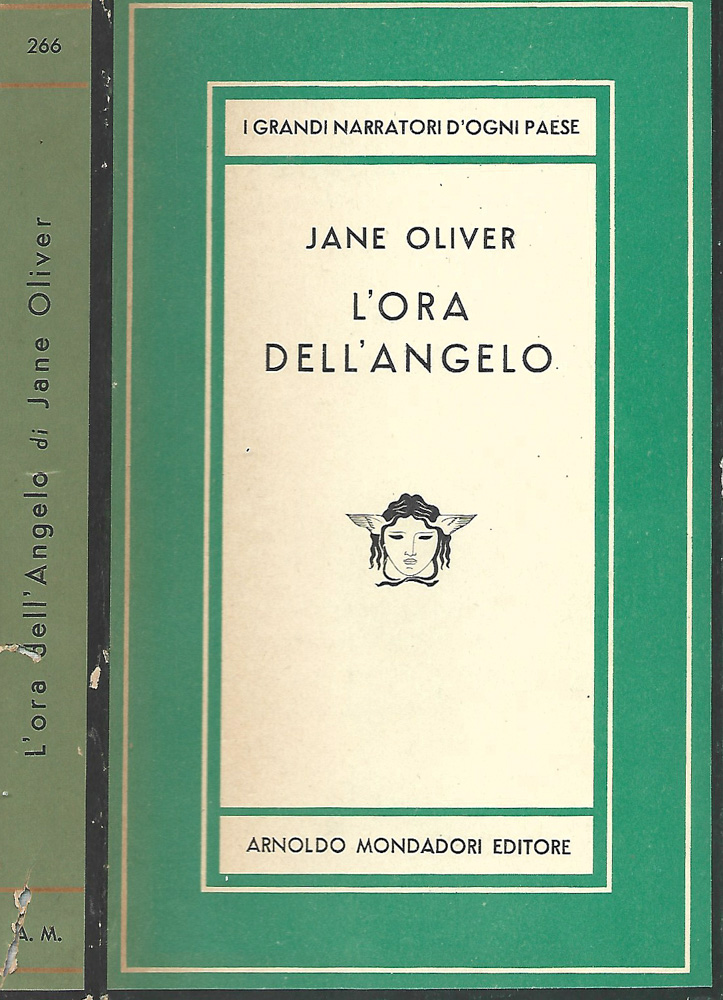 266
L'ora dell'Angelo di Jane Oliver
A. M.
I GRANDI NARRATORI D'OGNI PAESE
JANE OLIVER
L'ORA
DELL'ANGELO
ARNOLDO MONDADORI EDITORE